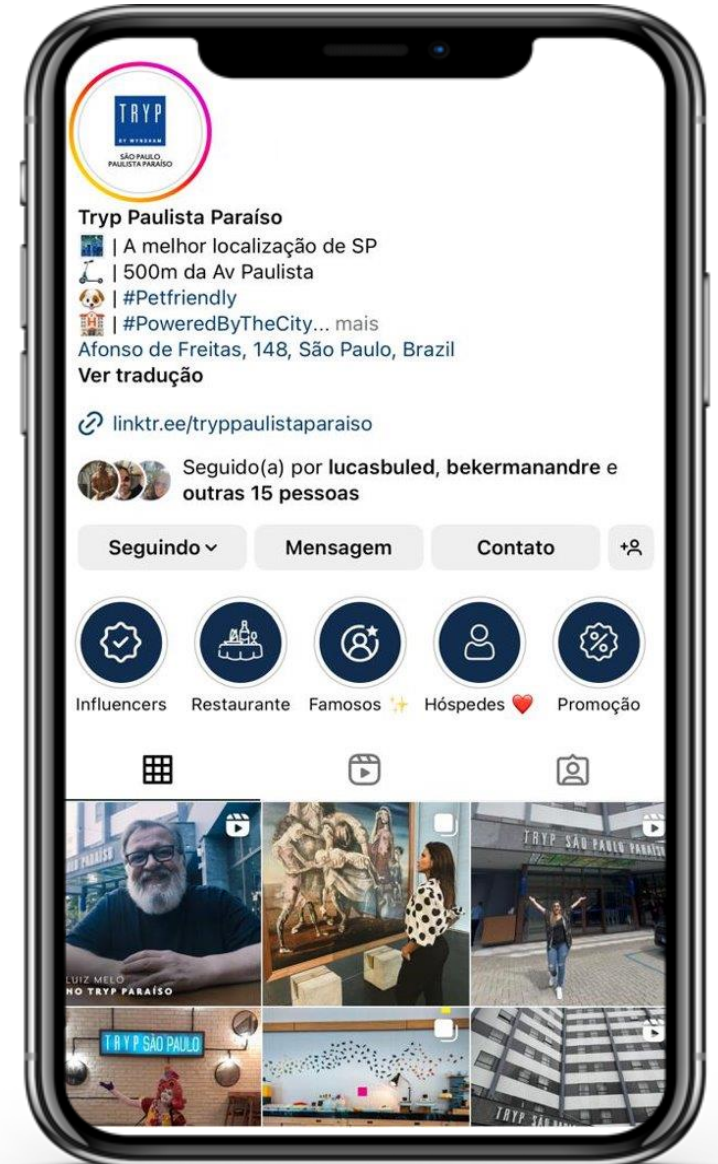 TRYP
BY WYNDHAM
SÃO PAULO
PAULISTA PARAÍSO
Tryp Paulista Paraíso
| A melhor localização de SP
| 500m da Av Paulista
| #Petfriendly
| #PoweredByTheCity... mais
Afonso de Freitas, 148, São Paulo, Brazil
Ver tradução
linktr.ee/tryppaulistaparaiso
Seguido(a) por lucasbuled, bekermanandre e
outras 15 pessoas
Seguindo
Mensagem
Contato
Influencers
Restaurante
Famosos ✨
Hóspedes ❤️
Promoção
LUIZ MELO
NO TRYP PARAÍSO
TRYP SÃO PAULO PARAÍSO
TRYP SÃO PAULO
TRYP SÃO